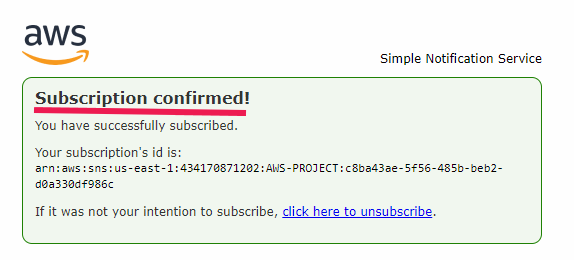 aws
Simple Notification Service
Subscription confirmed!
You have successfully subscribed.
Your subscription's id is:
arn:aws:sns:us-east-1:434170871202:AWS-PROJECT:c8ba43ae-5f56-485b-beb2-
d0a330df986c
If it was not your intention to subscribe, click here to unsubscribe.